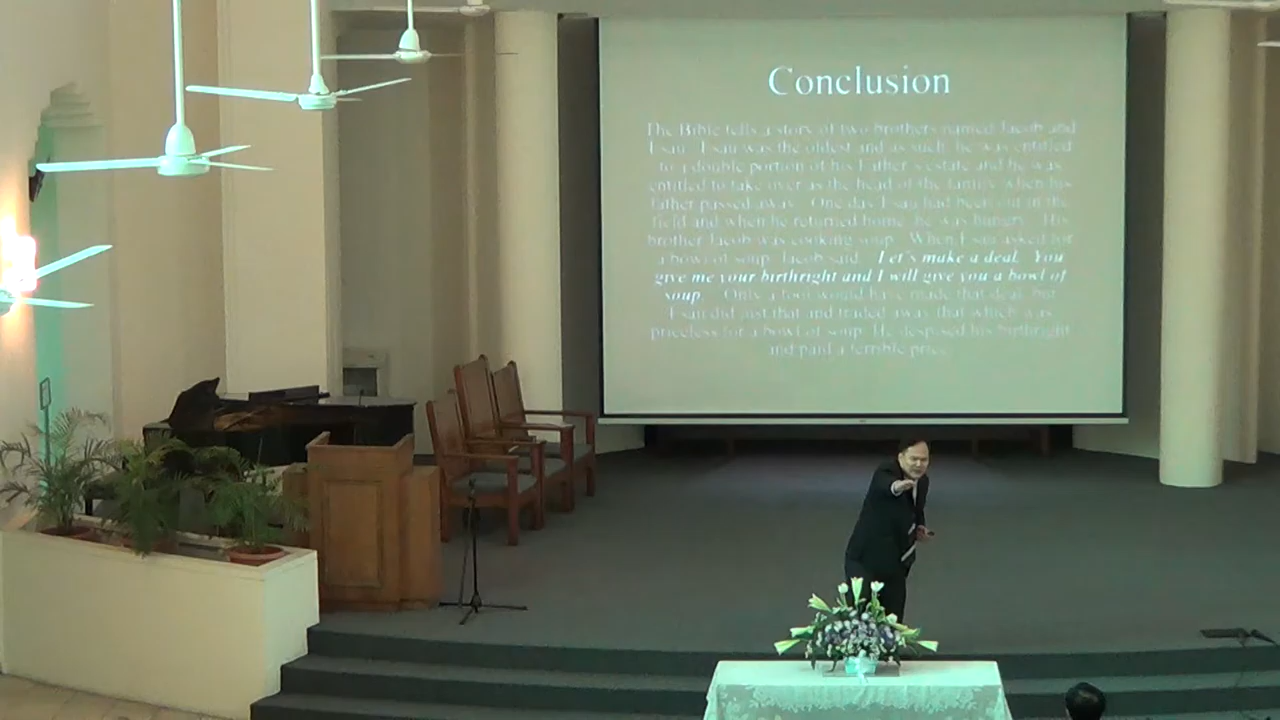 Conclusion
The Bible tells a story of two brothers named Jacob and
Esau. Esau was the oldest and as such, he was entitled
to a double portion of his Father's estate and he was
entitled to take over as the head of the family when his
father passed away. One day Esau had been out in the
field and when he returned home, he was hungry. His
brother Jacob was cooking soup. When Esau asked for
a bowl of soup, Jacob said, Let's make a deal. You
give me your birthright and I will give you a bowl of
soup. Only a fool would have made that deal, but
Esau did just that and traded away that which was
priceless for a bowl of soup. He despised his birthright
and paid a terrible price.